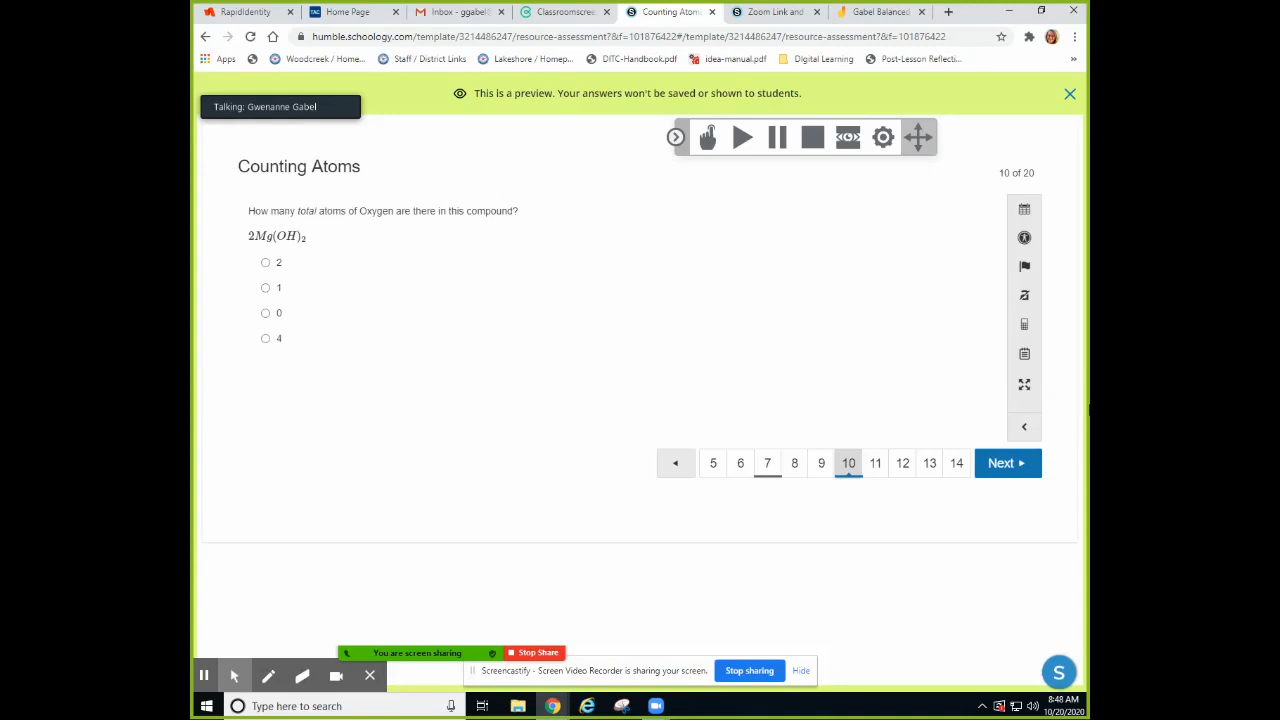 RapidIdentity
Home Page
Inbox - ggabel@
Classroomscree
Counting Atom
Zoom Link and
Gabel Balanced
humble.schoology.com/template/3214486247/resource-assessment?&f=101876422#/template/3214486247/resource-assessment?&f=101876422
Apps
Woodcreek / Home...
Staff / District Links
Lakeshore / Homep...
DITC-Handbook.pdf
idea-manual.pdf
Digital Learning
Post-Lesson Reflecti...
»
This is a preview. Your answers won't be saved or shown to students.
Talking: Gwenanne Gabel
Counting Atoms
10 of 20
How many total atoms of Oxygen are there in this compound?
2Mg(OH)₂
2
1
0
4
5 6 7 8 9 10 11 12 13 14 Next
You are screen sharing
Stop Share
Screencastify - Screen Video Recorder is sharing your screen.
Stop sharing
Hide
S
Type here to search
8:48 AM
10/20/2020